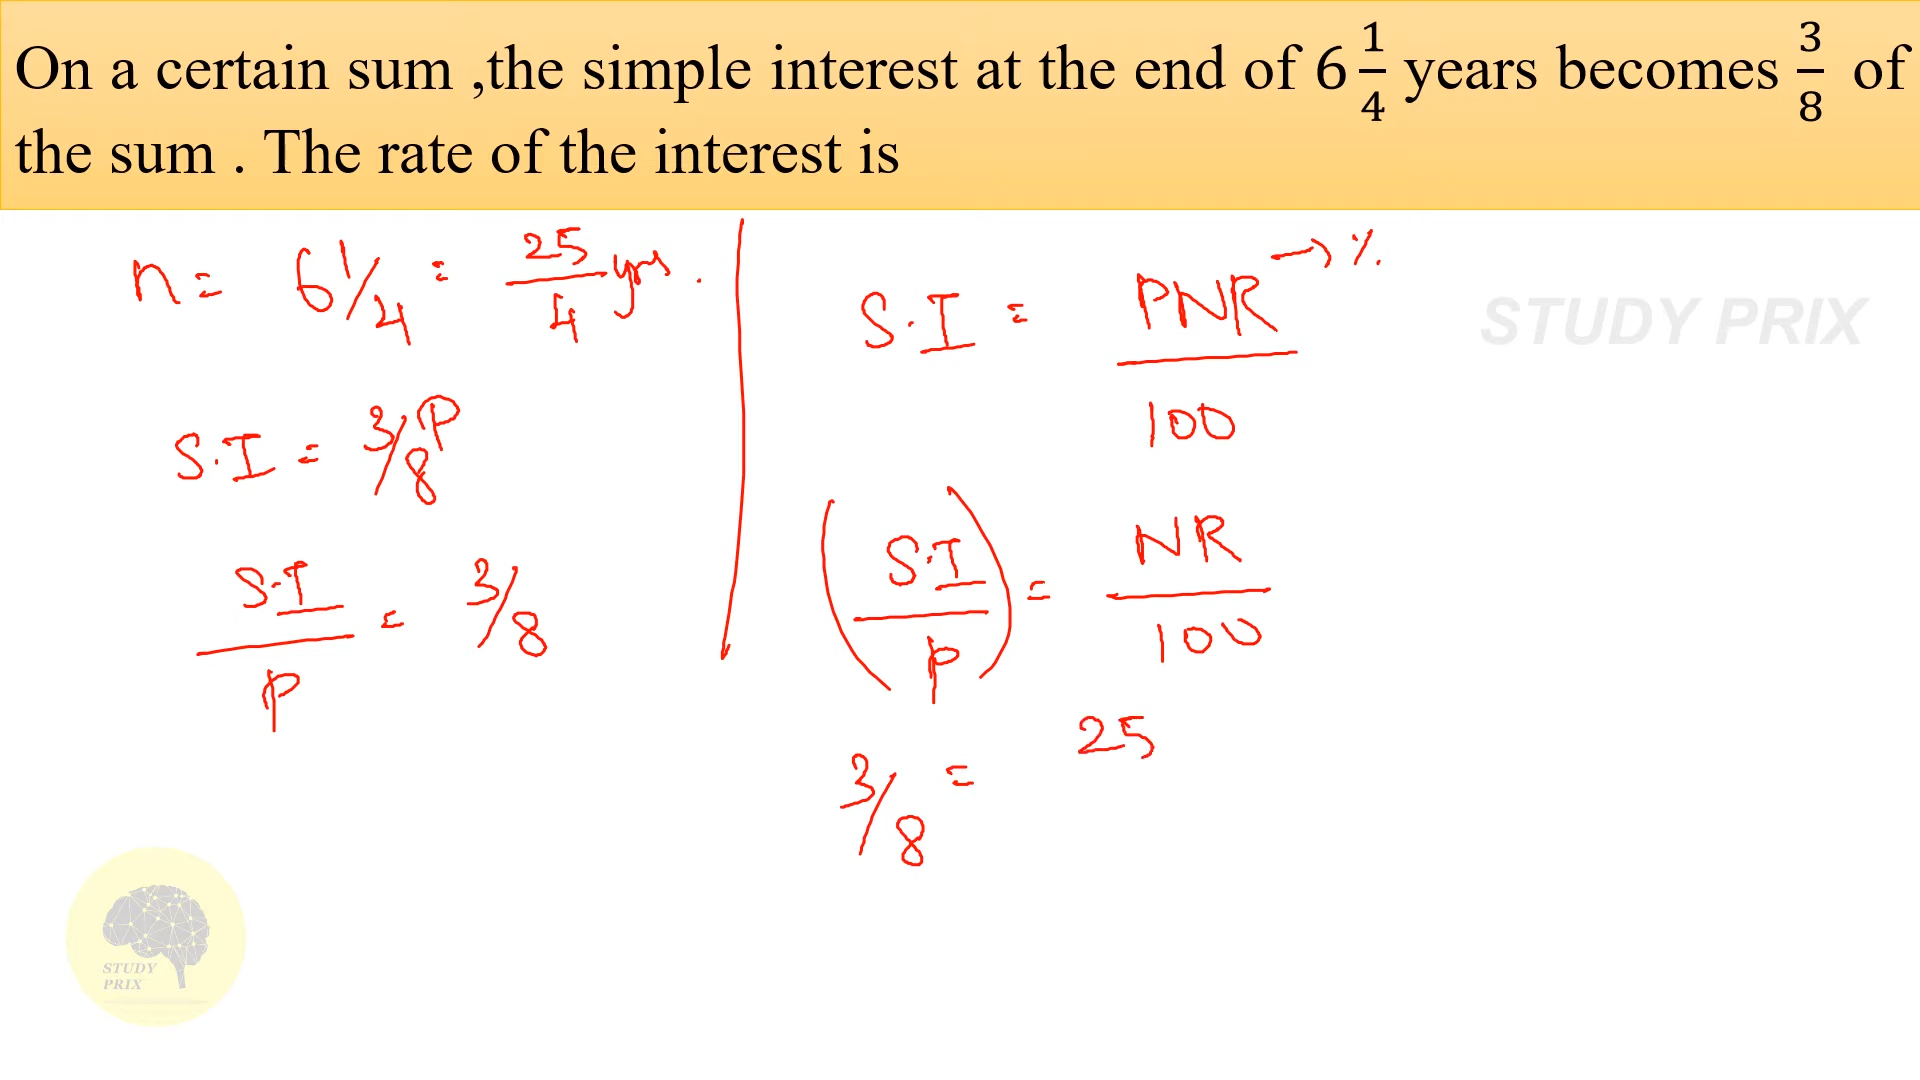 On a certain sum ,the simple interest at the end of 6 1/4 years becomes 3/8 of
the sum . The rate of the interest is
n = 6 1/4 = 25/4 yrs.
S.I = 3/8 P
S.I/P = 3/8
S.I = PNR/100 → %.
(S.I/P) = NR/100
3/8 = 25
STUDY PRIX
STUDY
PRIX